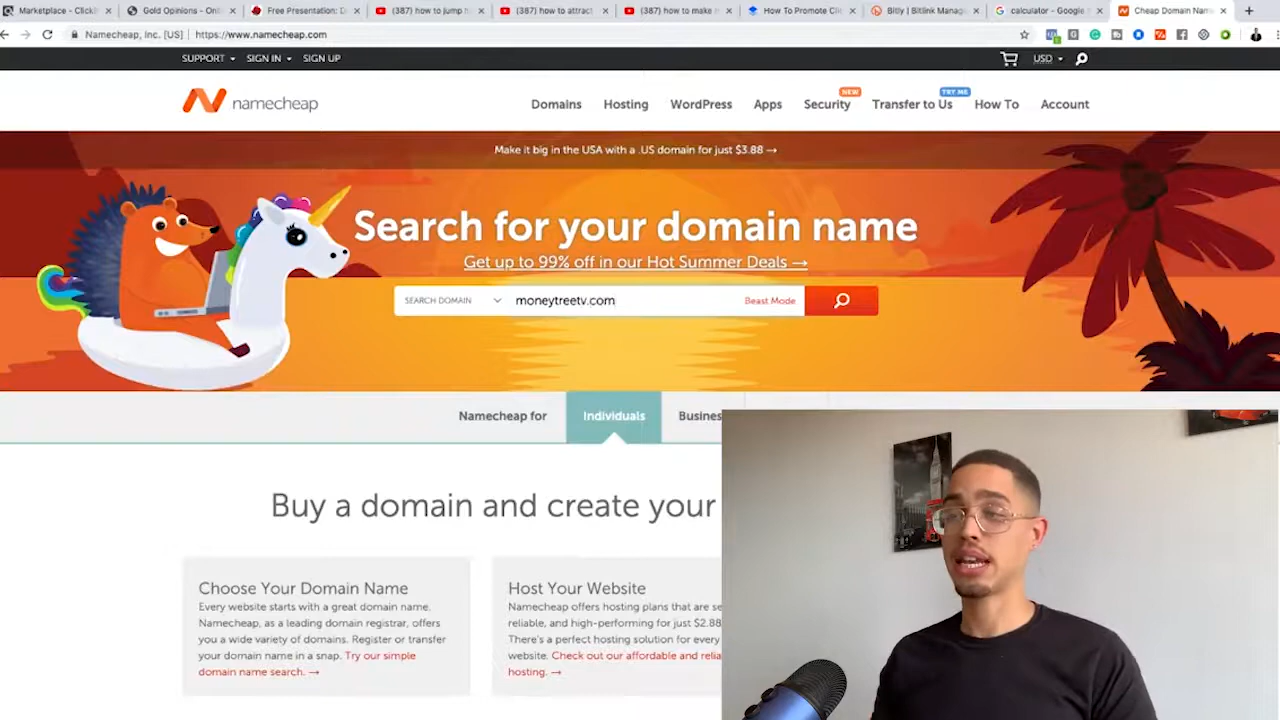 Marketplace - Click
Gold Opinions - Onl
Free Presentation: D
(387) how to jump h
(387) how to attract
(387) how to make m
How To Promote Cli
Bitly | Bitlink Manage
calculator - Google S
Cheap Domain Name
Namecheap, Inc. [US] | https://www.namecheap.com
SUPPORT SIGN IN SIGN UP
USD
namecheap
Domains Hosting WordPress Apps Security NEW Transfer to Us TRY ME How To Account
Make it big in the USA with a .US domain for just $3.88 →
Search for your domain name
Get up to 99% off in our Hot Summer Deals →
SEARCH DOMAIN moneytreetv.com Beast Mode
Namecheap for Individuals Busines
Buy a domain and create your
Choose Your Domain Name
Every website starts with a great domain name.
Namecheap, as a leading domain registrar, offers
you a wide variety of domains. Register or transfer
your domain name in a snap. Try our simple
domain name search. →
Host Your Website
Namecheap offers hosting plans that are se
reliable, and high-performing for just $2.88
There's a perfect hosting solution for every
website. Check out our affordable and relia
hosting. →